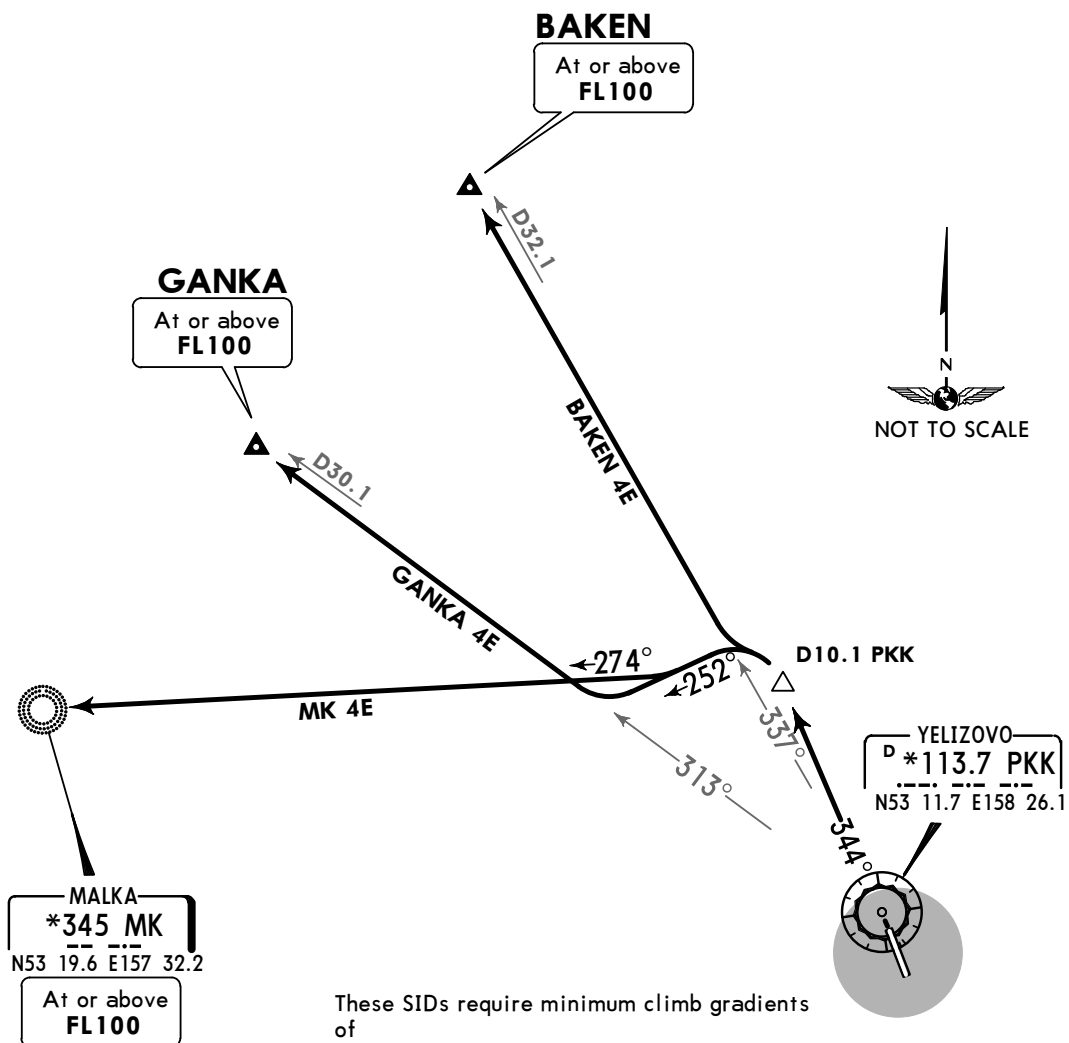 BAKEN
At or above
FL100
D32.1
GANKA
At or above
FL100
N
NOT TO SCALE
D30.1
BAKEN 4E
GANKA 4E
274°
252°
D10.1 PKK
MK 4E
337°
313°
YELIZOVO
D *113.7 PKK
N53 11.7 E158 26.1
344°
MALKA
*345 MK
N53 19.6 E157 32.2
At or above
FL100
These SIDs require minimum climb gradients
of